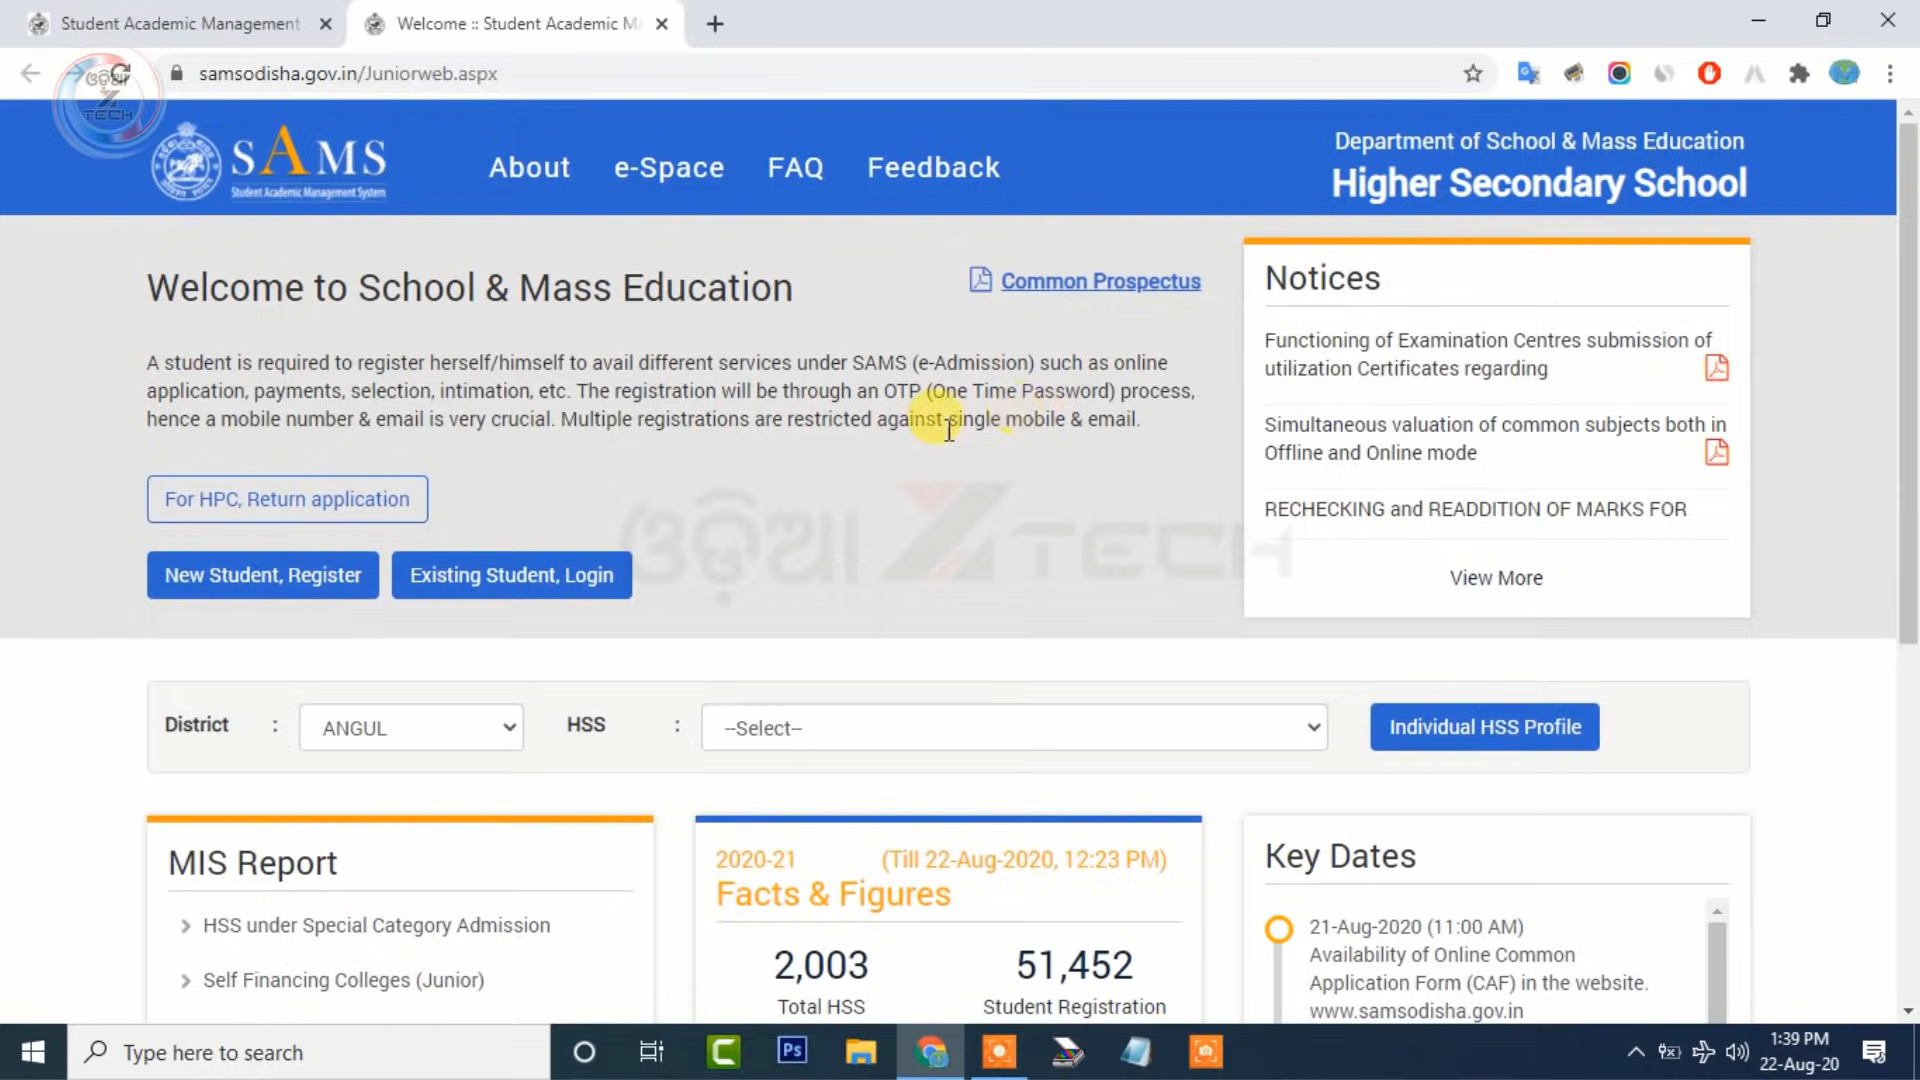 Student Academic Management
Welcome :: Student Academic M
samsodisha.gov.in/Juniorweb.aspx
ଓଡ଼ିଆ
Z
TECH
SAMS
Student Academic Management System
About e-Space FAQ Feedback
Department of School & Mass Education
Higher Secondary School
Welcome to School & Mass Education
Common Prospectus
A student is required to register herself/himself to avail different services under SAMS (e-Admission) such as online
application, payments, selection, intimation, etc. The registration will be through an OTP (One Time Password) process,
hence a mobile number & email is very crucial. Multiple registrations are restricted against single mobile & email.
For HPC, Return application
New Student, Register
Existing Student, Login
Notices
Functioning of Examination Centres submission of
utilization Certificates regarding
Simultaneous valuation of common subjects both in
Offline and Online mode
RECHECKING and READDITION OF MARKS FOR
View More
ଓଡ଼ିଆ Z TECH
District : ANGUL HSS : --Select-- Individual HSS Profile
MIS Report
HSS under Special Category Admission
Self Financing Colleges (Junior)
2020-21 (Till 22-Aug-2020, 12:23 PM)
Facts & Figures
2,003 51,452
Total HSS Student Registration
Key Dates
21-Aug-2020 (11:00 AM)
Availability of Online Common
Application Form (CAF) in the website.
www.samsodisha.gov.in
Type here to search
Ps
1:39 PM
22-Aug-20